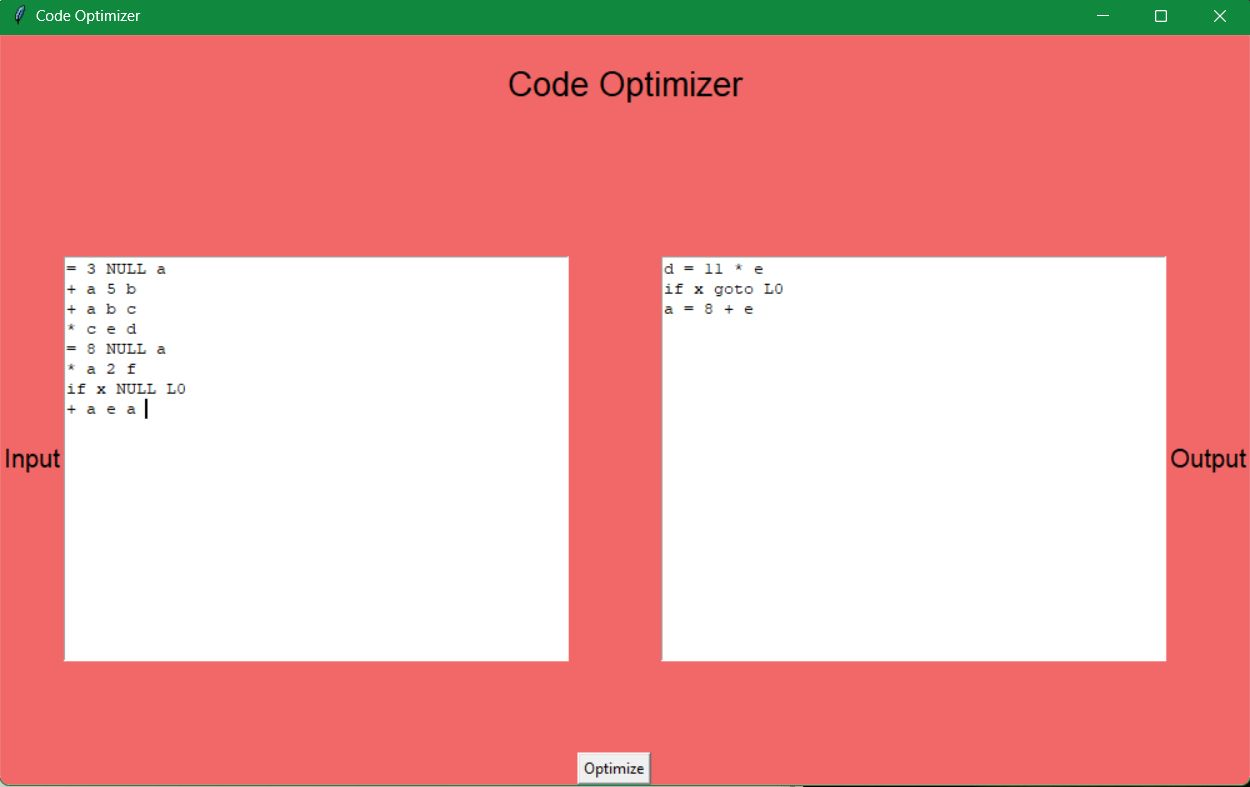 Code Optimizer
Code Optimizer
Input
= 3 NULL a
+ a 5 b
+ a b c
* c e d
= 8 NULL a
* a 2 f
if x NULL L0
+ a e a
d = 11 * e
if x goto L0
a = 8 + e
Output
Optimize